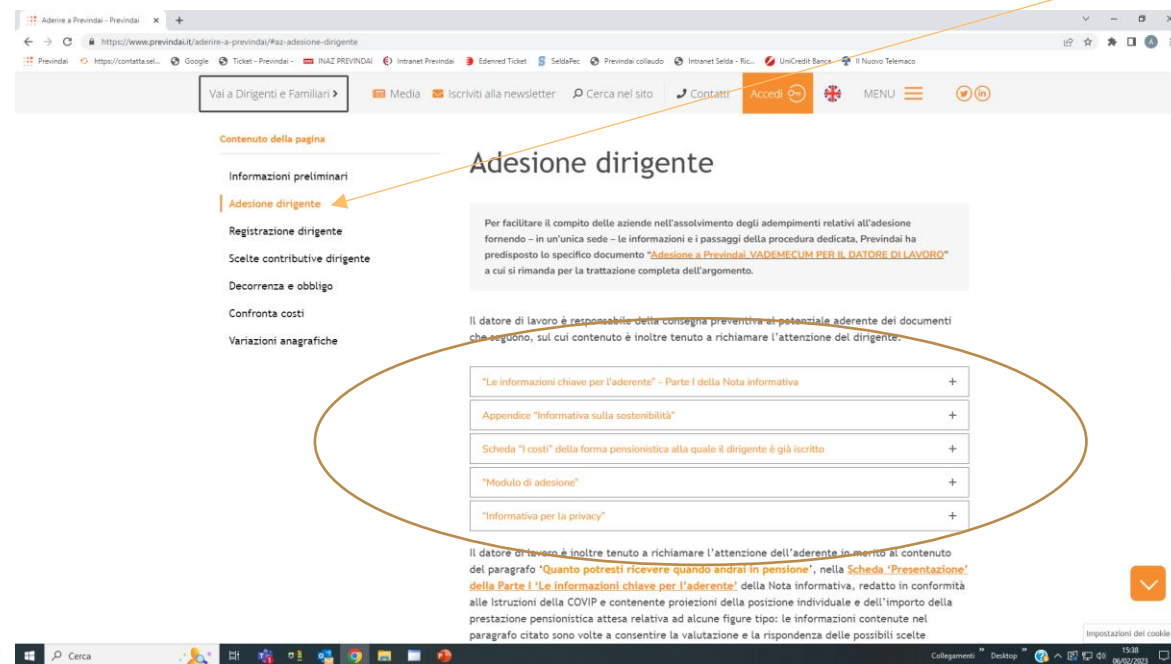 Aderire a Previndai - Previndai
https://www.previndai.it/aderire-a-previndai/#az-adesione-dirigente
Previndai https://contatta.sel... Google Ticket - Previndai - INAZ PREVINDAI Intranet Previndai Edenred Ticket SeldaPec Previndai collaudo Intranet Selda - Ric... UniCredit Banca Il Nuovo Telemaco
Vai a Dirigenti e Familiari Media Iscriviti alla newsletter Cerca nel sito Contatti Accedi MENU
Contenuto della pagina
Informazioni preliminari
Adesione dirigente
Registrazione dirigente
Scelte contributive dirigente
Decorrenza e obbligo
Confronta costi
Variazioni anagrafiche
Adesione dirigente
Per facilitare il compito delle aziende nell'assolvimento degli adempimenti relativi all'adesione
fornendo – in un'unica sede – le informazioni e i passaggi della procedura dedicata, Previndai ha
predisposto lo specifico documento "Adesione a Previndai_VADEMECUM PER IL DATORE DI LAVORO"
a cui si rimanda per la trattazione completa dell'argomento.
Il datore di lavoro è responsabile della consegna preventiva al potenziale aderente dei documenti
che seguono, sul cui contenuto è inoltre tenuto a richiamare l'attenzione del dirigente:
"Le informazioni chiave per l'aderente" - Parte I della Nota informativa
Appendice "Informativa sulla sostenibilità"
Scheda "I costi" della forma pensionistica alla quale il dirigente è già iscritto
"Modulo di adesione"
"Informativa per la privacy"
Il datore di lavoro è inoltre tenuto a richiamare l'attenzione dell'aderente in merito al contenuto
del paragrafo 'Quanto potresti ricevere quando andrai in pensione', nella Scheda 'Presentazione'
della Parte I 'Le informazioni chiave per l'aderente' della Nota informativa, redatto in conformità
alle Istruzioni della COVIP e contenente proiezioni della posizione individuale e dell'importo della
prestazione pensionistica attesa relativa ad alcune figure tipo: le informazioni contenute nel
paragrafo citato sono volte a consentire la valutazione e la rispondenza delle possibili scelte
Impostazioni dei cookie
Cerca
Collegamenti Desktop
15:38
06/02/2023